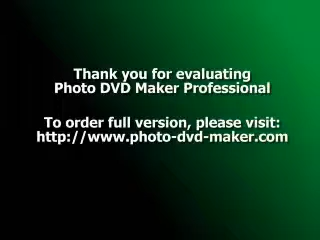 Thank you for evaluating
Photo DVD Maker Professional
To order full version, please visit:
http://www.photo-dvd-maker.com